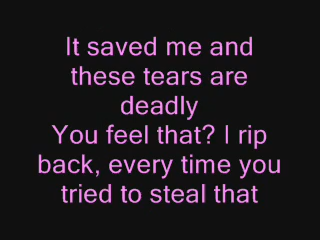 It saved me and
these tears are
deadly
You feel that? I rip
back, every time you
tried to steal that